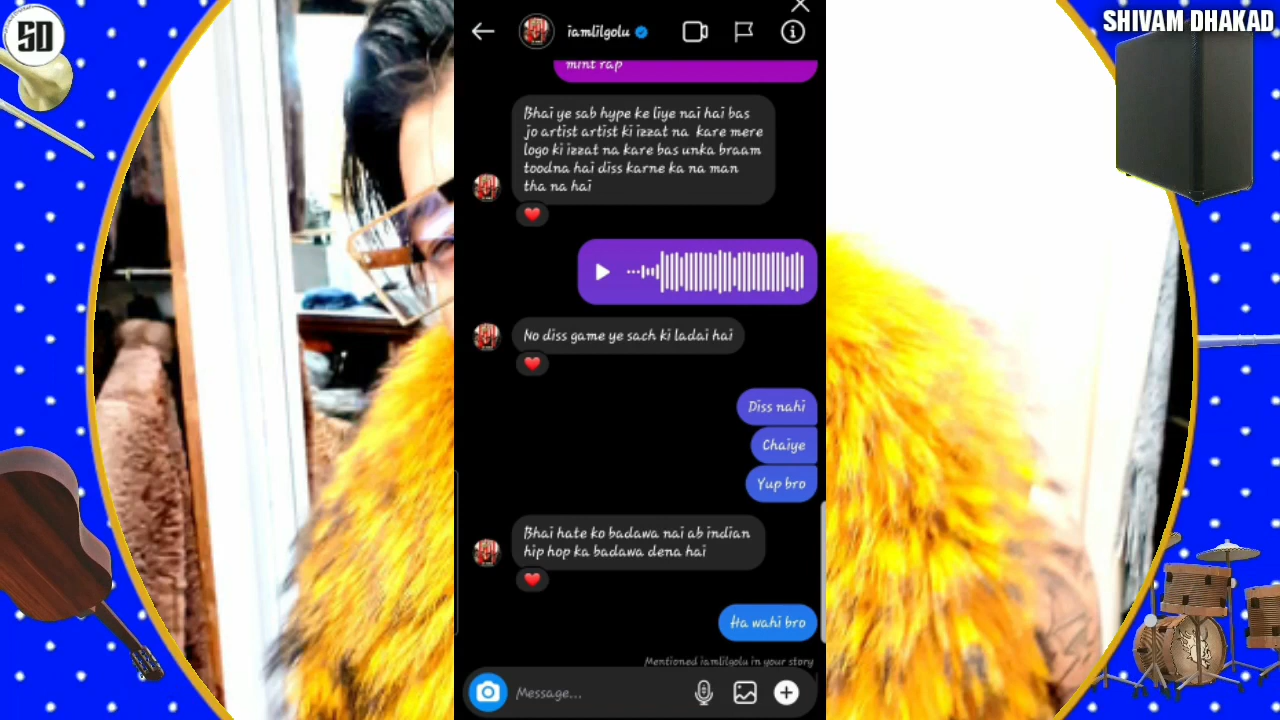 SD
SHIVAM DHAKAD
iamlilgolu
mint rap
Bhai ye sab hype ke liye nai hai bas
jo artist artist ki izzat na kare mere
logo ki izzat na kare bas unka braam
toodna hai diss karne ka na man
tha na hai
No diss game ye sach ki ladai hai
Diss nahi
Chaiye
Yup bro
Bhai hate ko badawa nai ab indian
hip hop ka badawa dena hai
Ha wahi bro
Mentioned iamlilgolu in your story
Message...